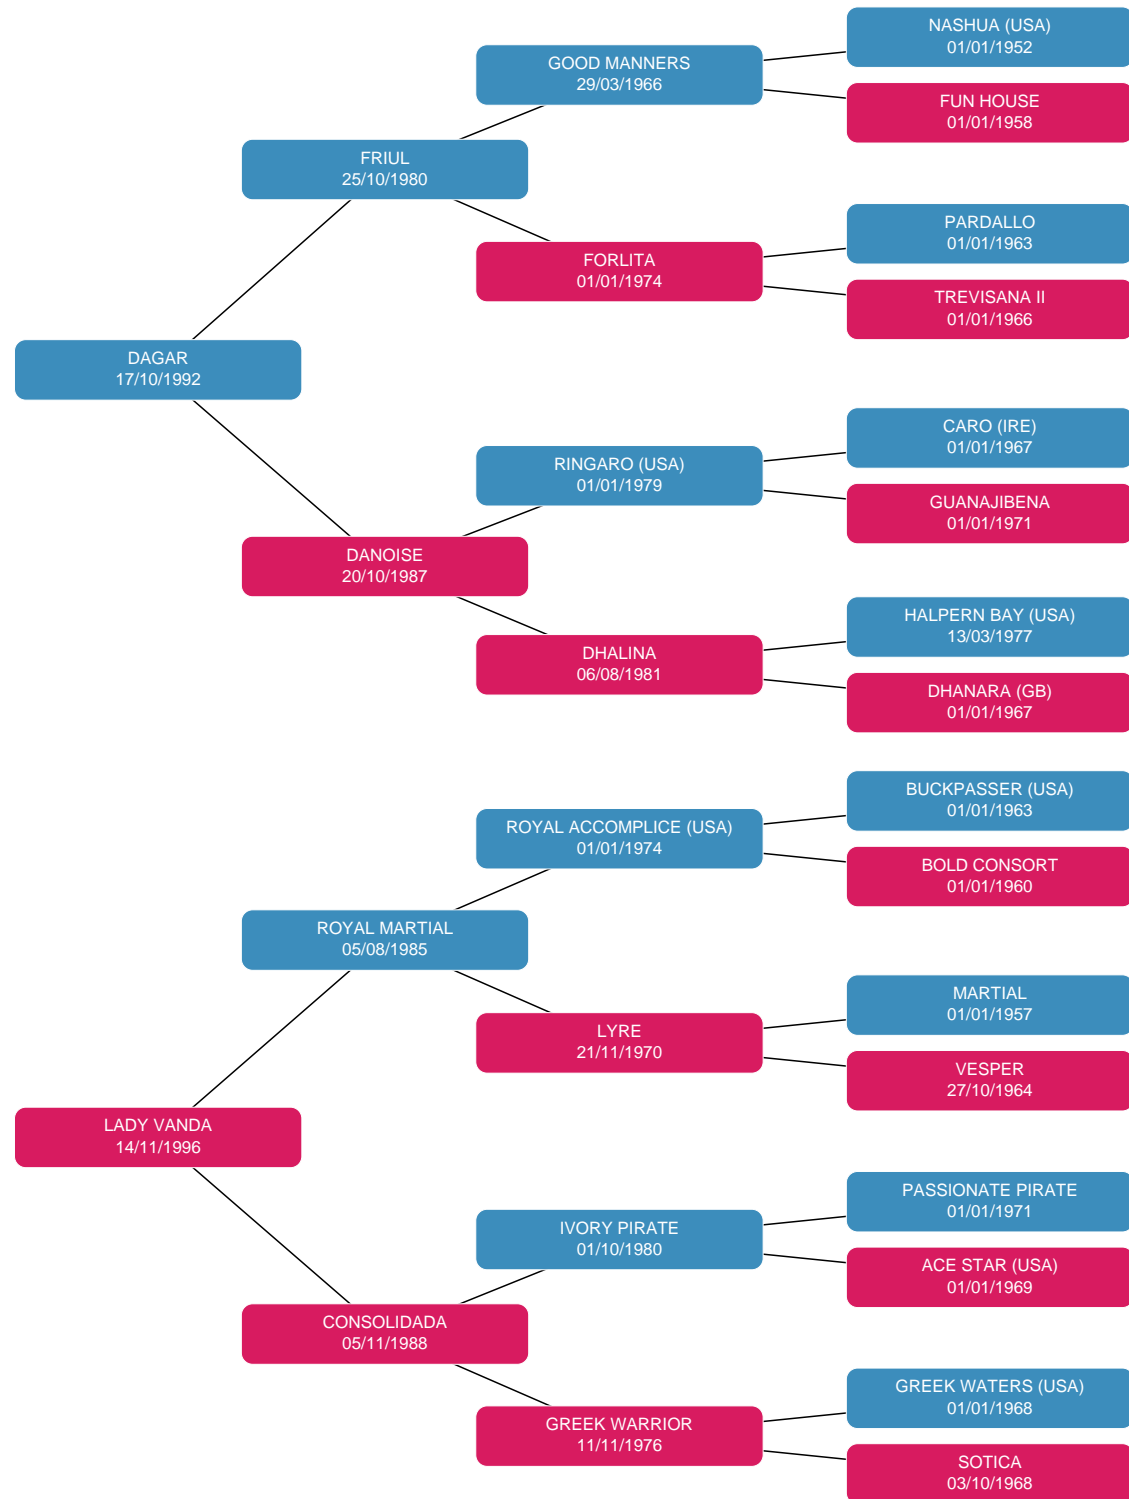 NASHUA (USA)
01/01/1952
GOOD MANNERS
29/03/1966
FUN HOUSE
01/01/1958
FRIUL
25/10/1980
PARDALLO
01/01/1963
FORLITA
01/01/1974
TREVISANA II
01/01/1966
DAGAR
17/10/1992
CARO (IRE)
01/01/1967
RINGARO (USA)
01/01/1979
GUANAJIBENA
01/01/1971
DANOISE
20/10/1987
HALPERN BAY (USA)
13/03/1977
DHALINA
06/08/1981
DHANARA (GB)
01/01/1967
BUCKPASSER (USA)
01/01/1963
ROYAL ACCOMPLICE (USA)
01/01/1974
BOLD CONSORT
01/01/1960
ROYAL MARTIAL
05/08/1985
MARTIAL
01/01/1957
LYRE
21/11/1970
VESPER
27/10/1964
LADY VANDA
14/11/1996
PASSIONATE PIRATE
01/01/1971
IVORY PIRATE
01/10/1980
ACE STAR (USA)
01/01/1969
CONSOLIDADA
05/11/1988
GREEK WATERS (USA)
01/01/1968
GREEK WARRIOR
11/11/1976
SOTICA
03/10/1968